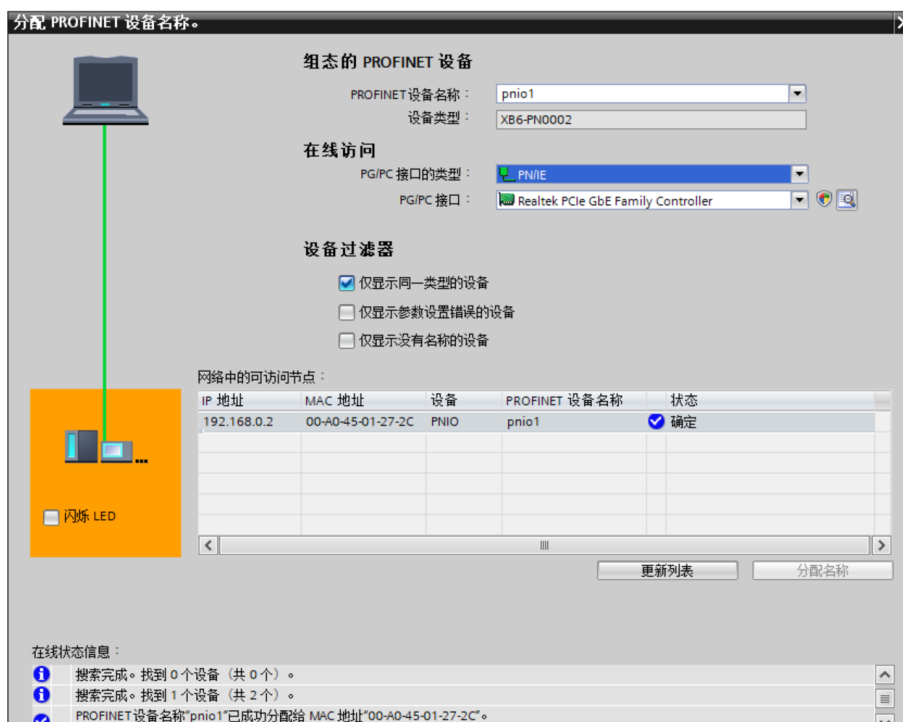 分配 PROFINET 设备名称。
组态的 PROFINET 设备
PROFINET设备名称： pnio1
设备类型： XB6-PN0002
在线访问
PG/PC 接口的类型： PN/IE
PG/PC 接口： Realtek PCIe GbE Family Controller
设备过滤器
仅显示同一类型的设备
仅显示参数设置错误的设备
仅显示没有名称的设备
网络中的可访问节点：
IP 地址 MAC 地址 设备 PROFINET 设备名称 状态
192.168.0.2 00-A0-45-01-27-2C PNIO pnio1 确定
...
闪烁 LED
更新列表 分配名称
在线状态信息：
搜索完成。找到 0 个设备（共 0 个）。
搜索完成。找到 1 个设备（共 2 个）。
PROFINET设备名称"pnio1"已成功分配给 MAC 地址"00-A0-45-01-27-2C"。